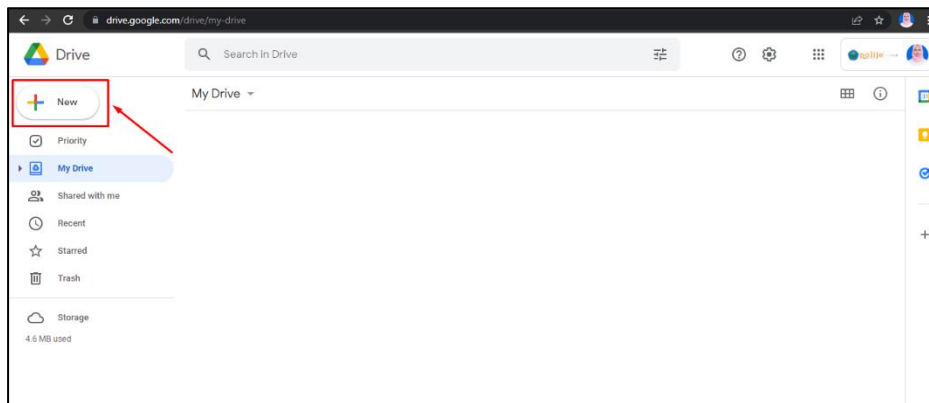 drive.google.com/drive/my-drive
Drive
Search in Drive
New
My Drive
Priority
My Drive
Shared with me
Recent
Starred
Trash
Storage
4.6 MB used